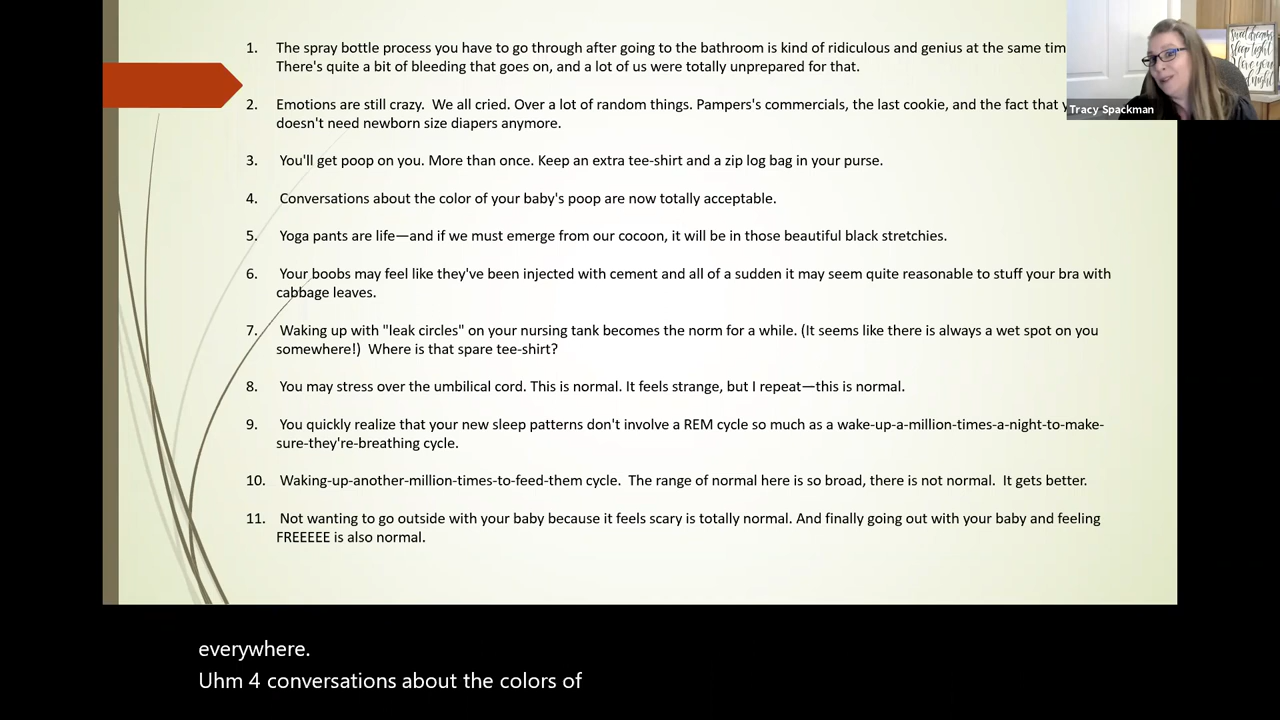 1. The spray bottle process you have to go through after going to the bathroom is kind of ridiculous and genius at the same
There's quite a bit of bleeding that goes on, and a lot of us were totally unprepared for that.
2. Emotions are still crazy. We all cried. Over a lot of random things. Pampers's commercials, the last cookie, and the fact that
doesn't need newborn size diapers anymore.
3. You'll get poop on you. More than once. Keep an extra tee-shirt and a zip log bag in your purse.
4. Conversations about the color of your baby's poop are now totally acceptable.
5. Yoga pants are life—and if we must emerge from our cocoon, it will be in those beautiful black stretchies.
6. Your boobs may feel like they've been injected with cement and all of a sudden it may seem quite reasonable to stuff your bra with
cabbage leaves.
7. Waking up with "leak circles" on your nursing tank becomes the norm for a while. (It seems like there is always a wet spot on you
somewhere!) Where is that spare tee-shirt?
8. You may stress over the umbilical cord. This is normal. It feels strange, but I repeat—this is normal.
9. You quickly realize that your new sleep patterns don't involve a REM cycle so much as a wake-up-a-million-times-a-night-to-make-
sure-they're-breathing cycle.
10. Waking-up-another-million-times-to-feed-them cycle. The range of normal here is so broad, there is not normal. It gets better.
11. Not wanting to go outside with your baby because it feels scary is totally normal. And finally going out with your baby and feeling
FREEEEE is also normal.
sweet dreams
sleep tight
I love you
Tracy Spackman
everywhere.
Uhm 4 conversations about the colors of